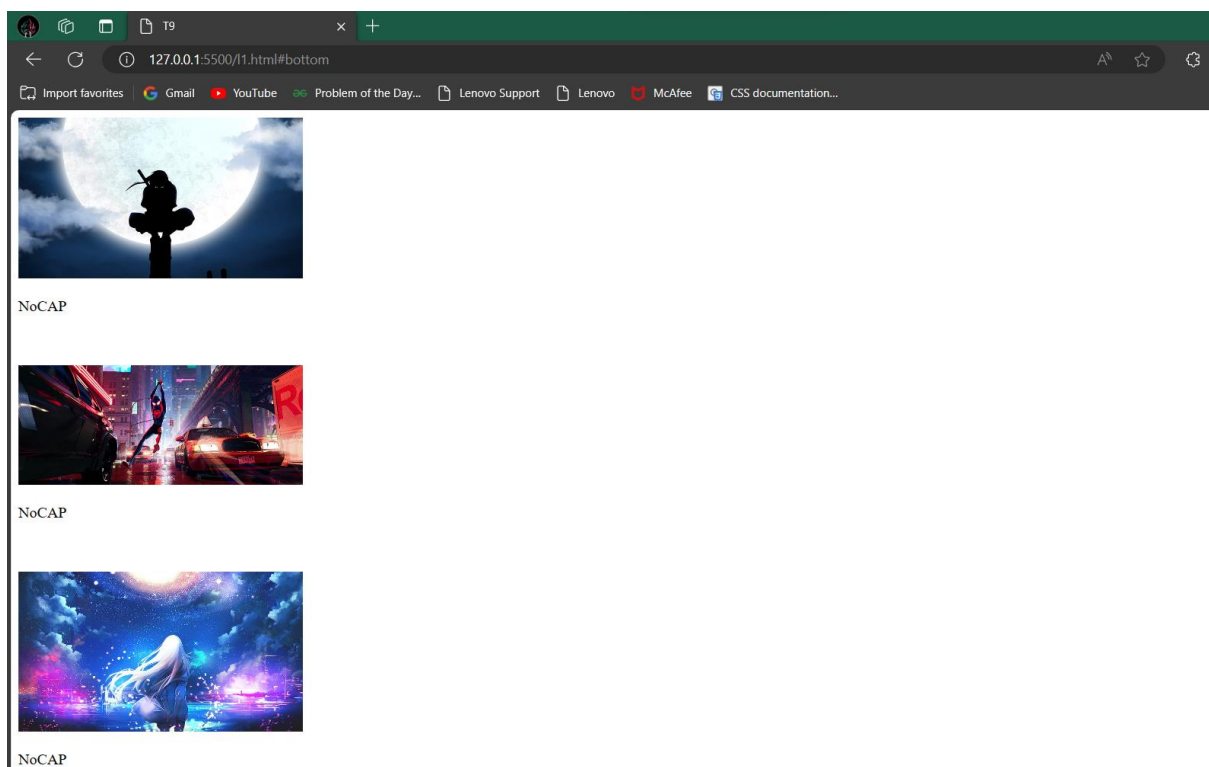 T9
127.0.0.1:5500/l1.html#bottom
Import favorites Gmail YouTube Problem of the Day... Lenovo Support Lenovo McAfee CSS documentation...
NoCAP
RO
NoCAP
NoCAP